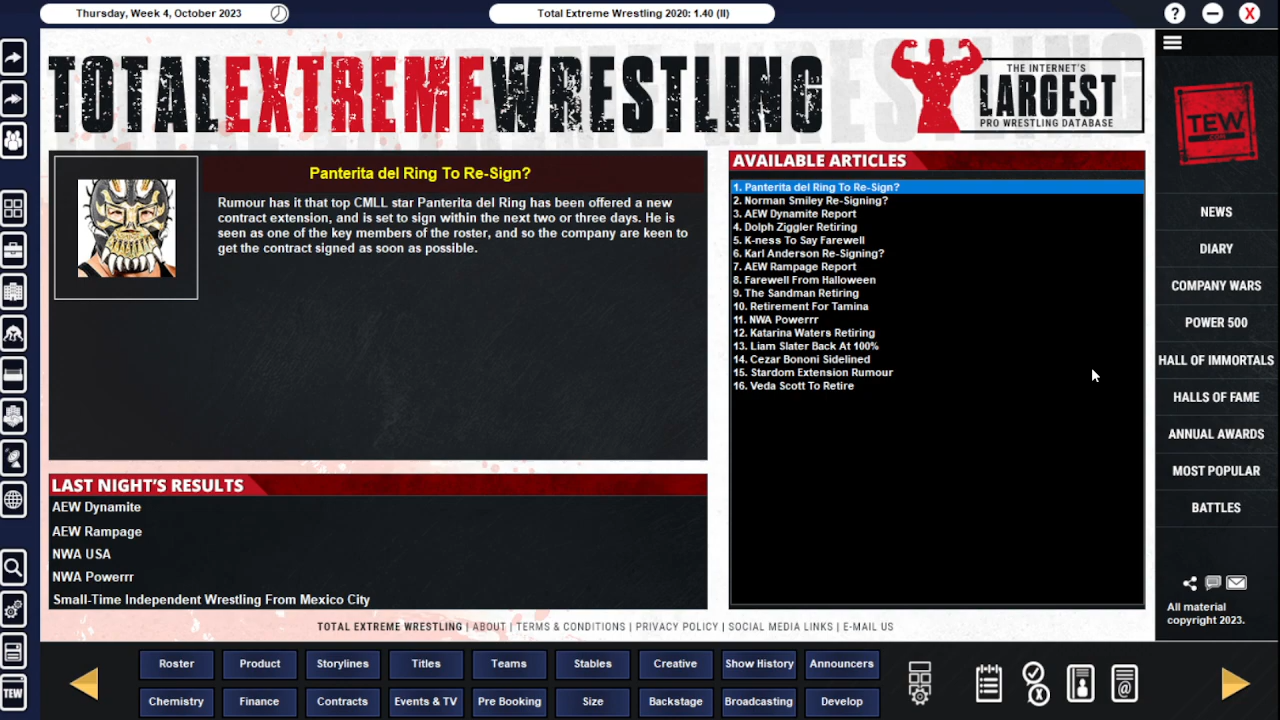 Thursday, Week 4, October 2023
Total Extreme Wrestling 2020: 1.40 (II)
?
X
TOTALEXTREMEWRESTLING
THE INTERNET'S
LARGEST
PRO WRESTLING DATABASE
TEW
.COM
Panterita del Ring To Re-Sign?
Rumour has it that top CMLL star Panterita del Ring has been offered a new
contract extension, and is set to sign within the next two or three days. He is
seen as one of the key members of the roster, and so the company are keen to
get the contract signed as soon as possible.
AVAILABLE ARTICLES
1. Panterita del Ring To Re-Sign?
2. Norman Smiley Re-Signing?
3. AEW Dynamite Report
4. Dolph Ziggler Retiring
5. K-ness To Say Farewell
6. Karl Anderson Re-Signing?
7. AEW Rampage Report
8. Farewell From Halloween
9. The Sandman Retiring
10. Retirement For Tamina
11. NWA Powerrr
12. Katarina Waters Retiring
13. Liam Slater Back At 100%
14. Cezar Bononi Sidelined
15. Stardom Extension Rumour
16. Veda Scott To Retire
NEWS
DIARY
COMPANY WARS
POWER 500
HALL OF IMMORTALS
HALLS OF FAME
ANNUAL AWARDS
MOST POPULAR
BATTLES
All material
copyright 2023.
LAST NIGHT'S RESULTS
AEW Dynamite
AEW Rampage
NWA USA
NWA Powerrr
Small-Time Independent Wrestling From Mexico City
TOTAL EXTREME WRESTLING | ABOUT | TERMS & CONDITIONS | PRIVACY POLICY | SOCIAL MEDIA LINKS | E-MAIL US
Roster
Product
Storylines
Titles
Teams
Stables
Creative
Show History
Announcers
Chemistry
Finance
Contracts
Events & TV
Pre Booking
Size
Backstage
Broadcasting
Develop
TEW